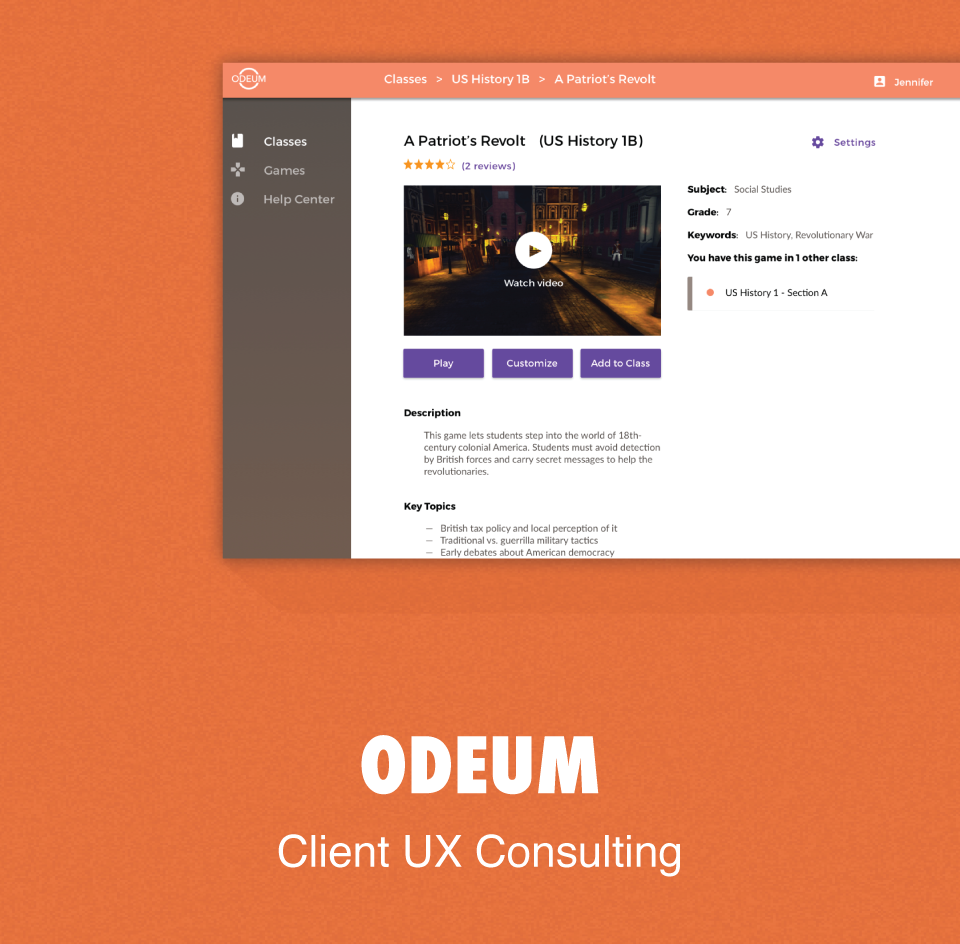 ODEUM
Classes > US History 1B > A Patriot's Revolt
Jennifer
Classes
Games
Help Center
A Patriot's Revolt (US History 1B)
Settings
(2 reviews)
Watch video
Subject: Social Studies
Grade: 7
Keywords: US History, Revolutionary War
You have this game in 1 other class:
US History 1 - Section A
Play
Customize
Add to Class
Description
This game lets students step into the world of 18th-
century colonial America. Students must avoid detection
by British forces and carry secret messages to help the
revolutionaries.
Key Topics
— British tax policy and local perception of it
— Traditional vs. guerrilla military tactics
— Early debates about American democracy
ODEUM
Client UX Consulting